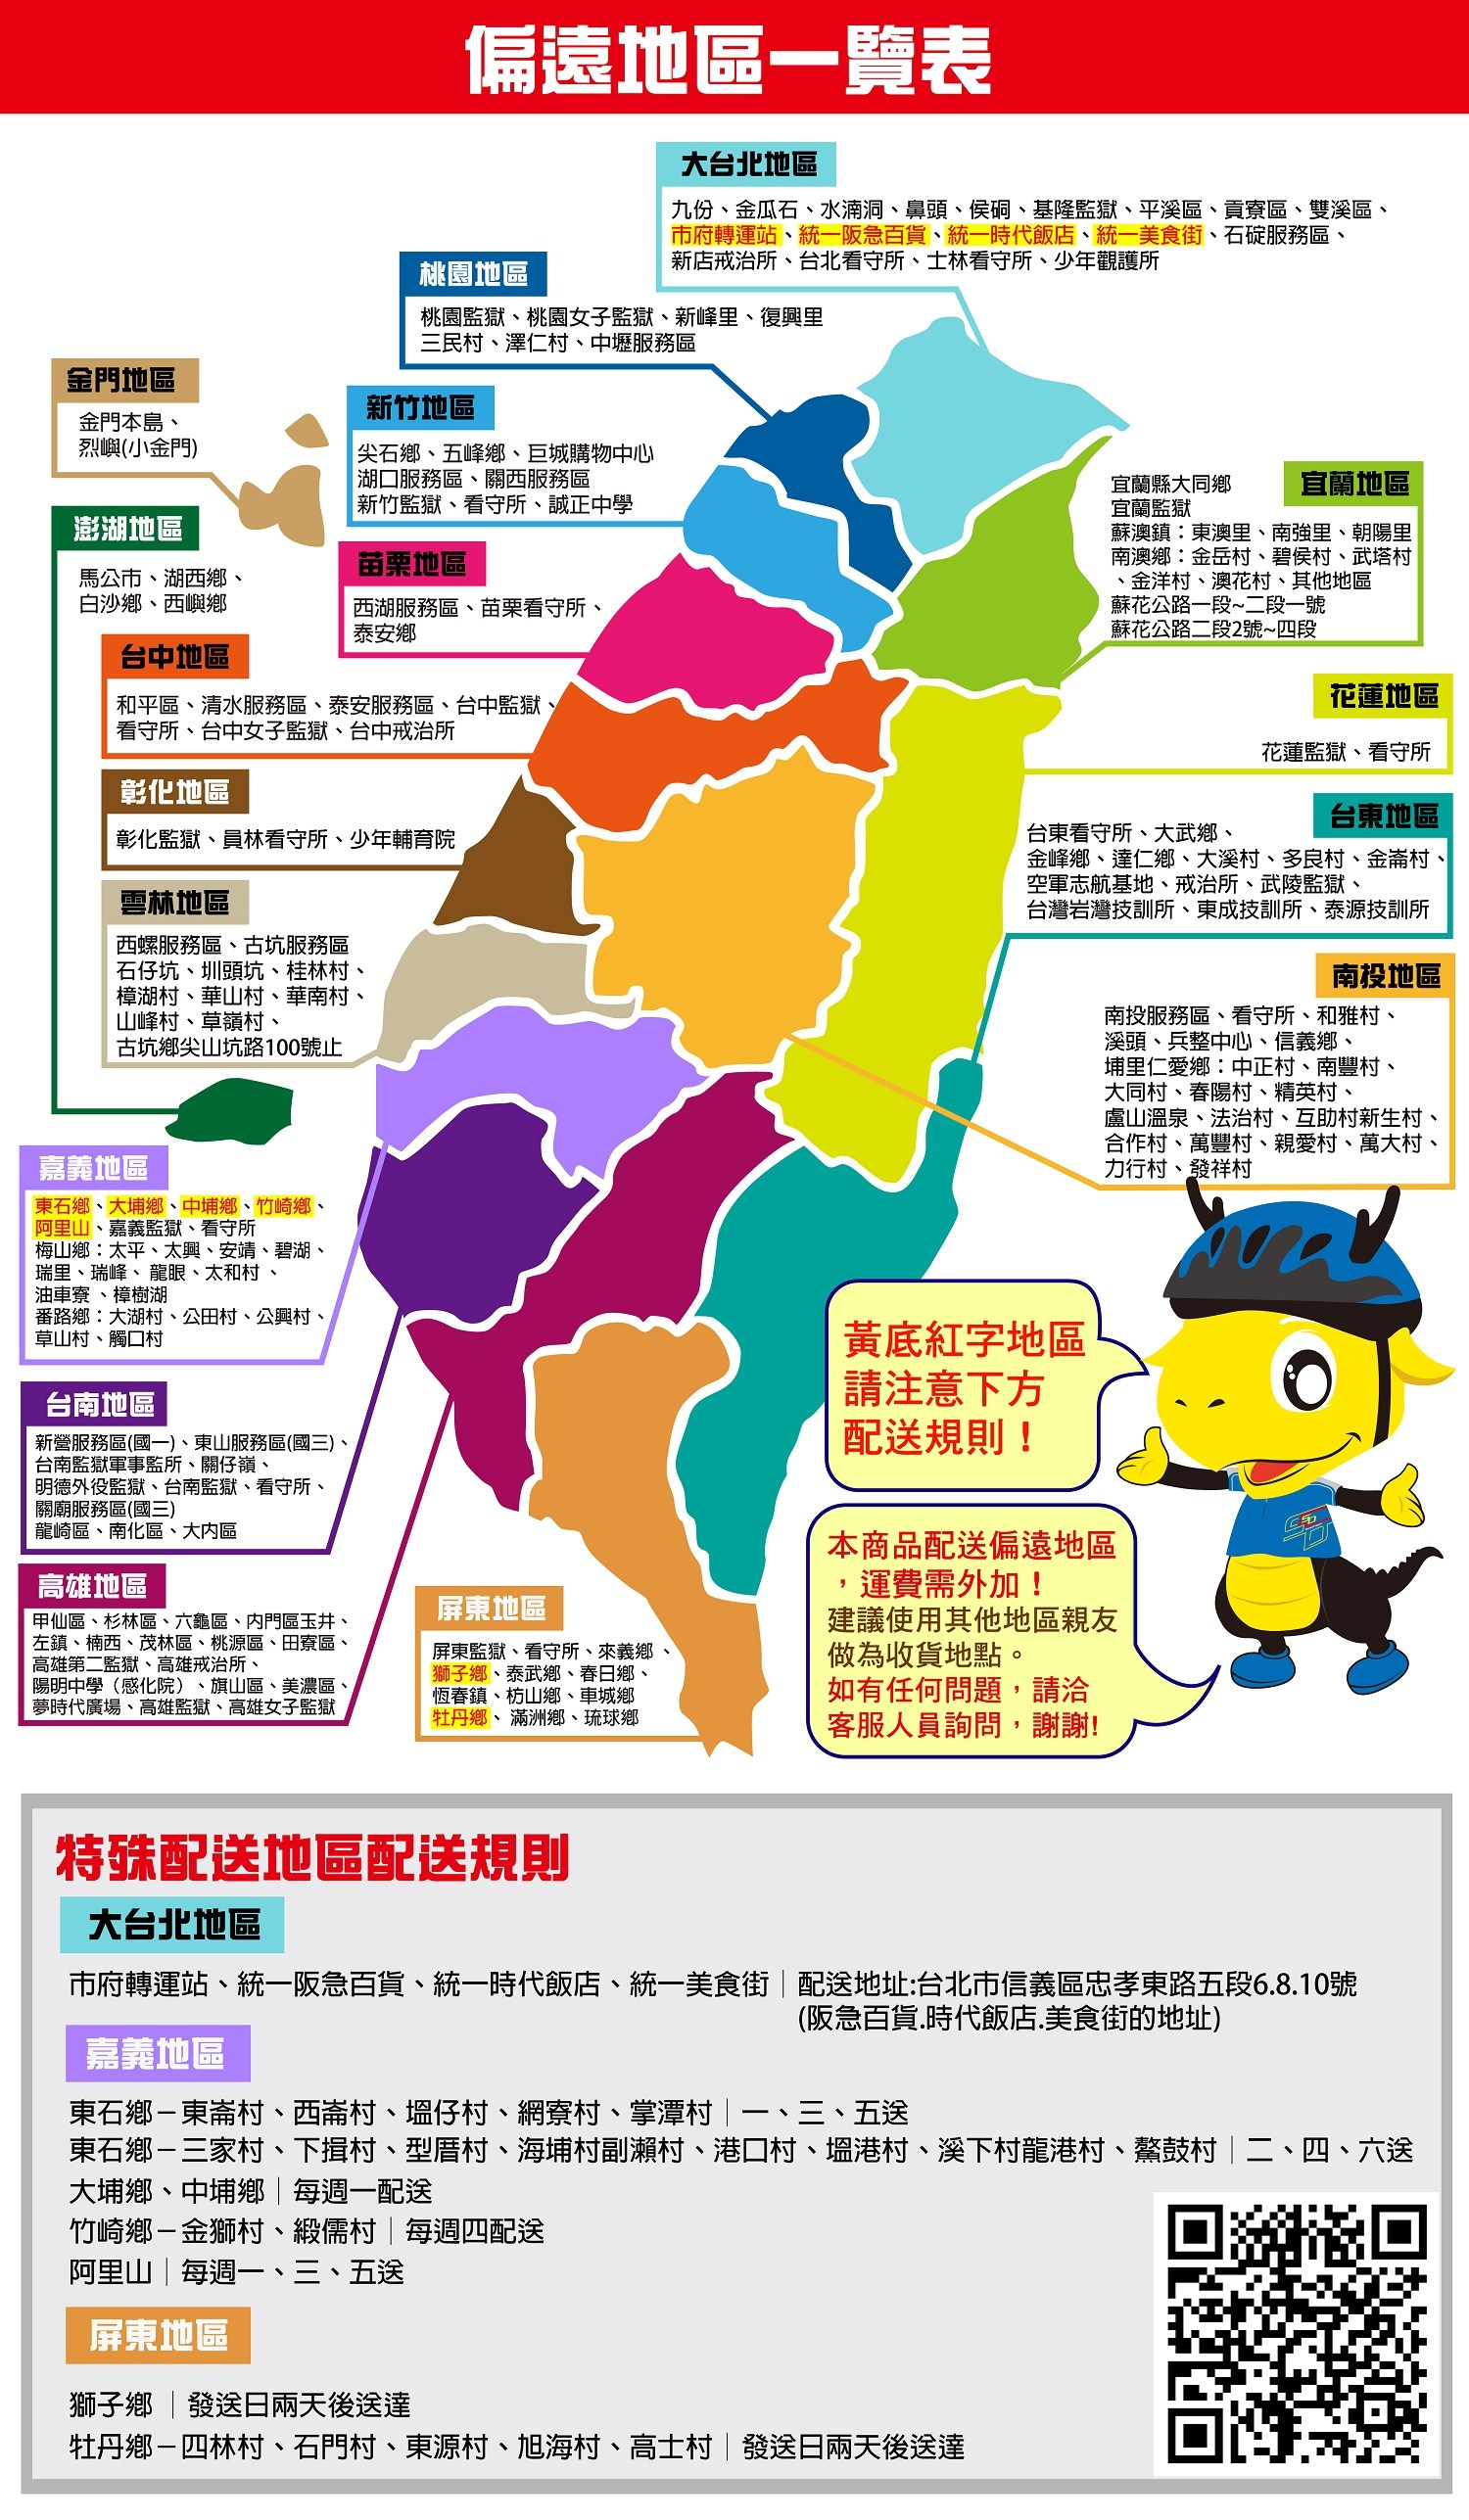 偏遠地區一覽表
大台北地區
九份、金瓜石、水湳洞、鼻頭、侯硐、基隆監獄、平溪區、貢寮區、雙溪區、
市府轉運站、統一阪急百貨、統一時代飯店、統一美食街、石碇服務區、
新店戒治所、台北看守所、士林看守所、少年觀護所
桃園地區
桃園監獄、桃園女子監獄、新峰里、復興里
三民村、澤仁村、中壢服務區
金門地區
金門本島、
烈嶼(小金門)
新竹地區
尖石鄉、五峰鄉、巨城購物中心
湖口服務區、關西服務區
新竹監獄、看守所、誠正中學
宜蘭地區
宜蘭縣大同鄉
宜蘭監獄
蘇澳鎮：東澳里、南強里、朝陽里
南澳鄉：金岳村、碧侯村、武塔村
、金洋村、澳花村、其他地區
蘇花公路一段~二段一號
蘇花公路二段2號~四段
澎湖地區
馬公市、湖西鄉、
白沙鄉、西嶼鄉
苗栗地區
西湖服務區、苗栗看守所、
泰安鄉
台中地區
和平區、清水服務區、泰安服務區、台中監獄、
看守所、台中女子監獄、台中戒治所
花蓮地區
花蓮監獄、看守所
彰化地區
彰化監獄、員林看守所、少年輔育院
台東地區
台東看守所、大武鄉、
金峰鄉、達仁鄉、大溪村、多良村、金崙村、
空軍志航基地、戒治所、武陵監獄、
台灣岩灣技訓所、東成技訓所、泰源技訓所
雲林地區
西螺服務區、古坑服務區
石仔坑、圳頭坑、桂林村、
樟湖村、華山村、華南村、
山峰村、草嶺村、
古坑鄉尖山坑路100號止
南投地區
南投服務區、看守所、和雅村、
溪頭、兵整中心、信義鄉、
埔里仁愛鄉：中正村、南豐村、
大同村、春陽村、精英村、
盧山溫泉、法治村、互助村新生村、
合作村、萬豐村、親愛村、萬大村、
力行村、發祥村
嘉義地區
東石鄉、大埔鄉、中埔鄉、竹崎鄉、
阿里山、嘉義監獄、看守所
梅山鄉：太平、太興、安靖、碧湖、
瑞里、瑞峰、龍眼、太和村、
油車寮、樟樹湖
番路鄉：大湖村、公田村、公興村、
草山村、觸口村
台南地區
新營服務區(國一)、東山服務區(國三)、
台南監獄軍事監所、關仔嶺、
明德外役監獄、台南監獄、看守所、
關廟服務區(國三)
龍崎區、南化區、大內區
高雄地區
甲仙區、杉林區、六龜區、內門區玉井、
左鎮、楠西、茂林區、桃源區、田寮區、
高雄第二監獄、高雄戒治所、
陽明中學（感化院）、旗山區、美濃區、
夢時代廣場、高雄監獄、高雄女子監獄
屏東地區
屏東監獄、看守所、來義鄉、
獅子鄉、泰武鄉、春日鄉、
恆春鎮、枋山鄉、車城鄉
牡丹鄉、滿洲鄉、琉球鄉
黃底紅字地區
請注意下方
配送規則！
本商品配送偏遠地區
，運費需外加！
建議使用其他地區親友
做為收貨地點。
如有任何問題，請洽
客服人員詢問，謝謝!
特殊配送地區配送規則
大台北地區
市府轉運站、統一阪急百貨、統一時代飯店、統一美食街｜配送地址:台北市信義區忠孝東路五段6.8.10號
(阪急百貨.時代飯店.美食街的地址)
嘉義地區
東石鄉－東崙村、西崙村、塭仔村、網寮村、掌潭村｜一、三、五送
東石鄉－三家村、下揖村、型厝村、海埔村副瀨村、港口村、塭港村、溪下村龍港村、鰲鼓村｜二、四、六送
大埔鄉、中埔鄉｜每週一配送
竹崎鄉－金獅村、緞儒村｜每週四配送
阿里山｜每週一、三、五送
屏東地區
獅子鄉｜發送日兩天後送達
牡丹鄉－四林村、石門村、東源村、旭海村、高士村｜發送日兩天後送達